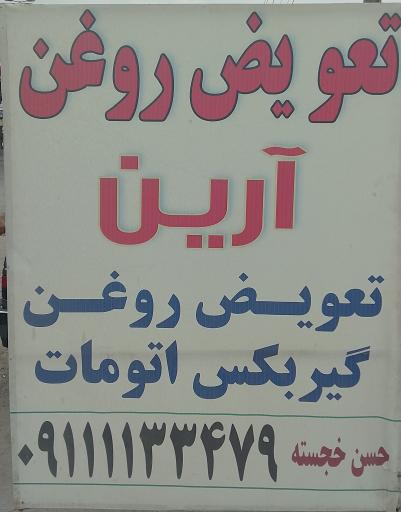 تعویض روغن
آرین
تعویض روغن
گیربکس اتومات
حسن خجسته ۰۹۱۱۱۱۳۳۴۷۹